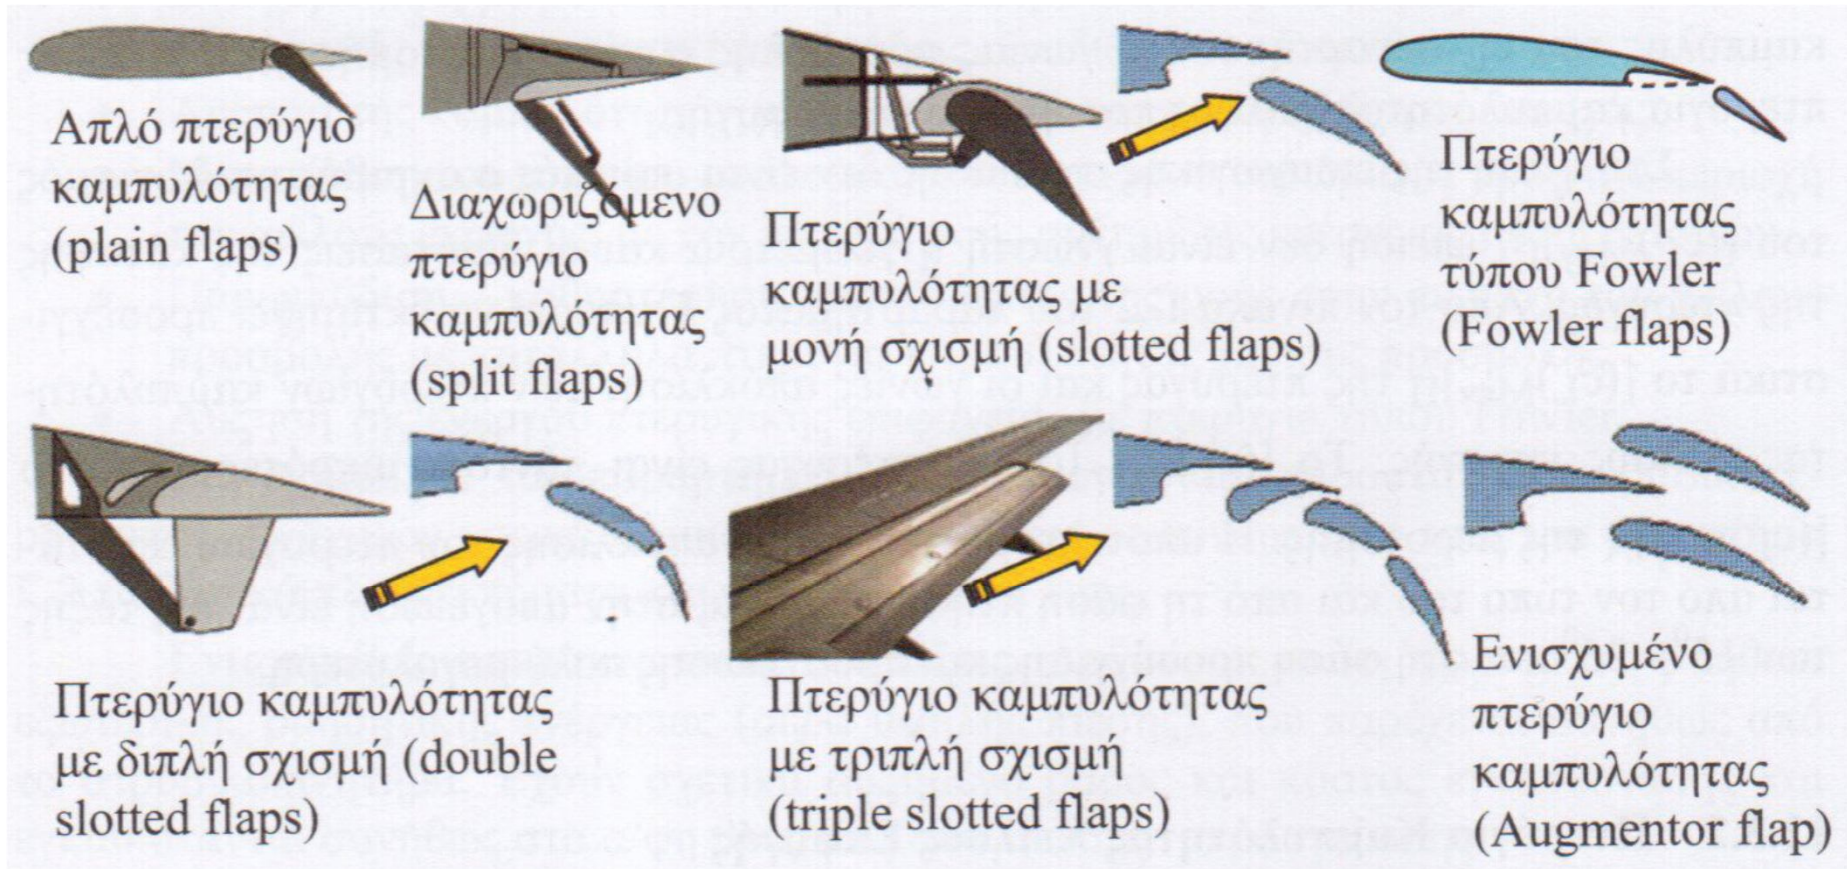 Απλό πτερύγιο
καμπυλότητας
(plain flaps)
Διαχωριζόμενο
πτερύγιο
καμπυλότητας
(split flaps)
Πτερύγιο
καμπυλότητας με
μονή σχισμή (slotted flaps)
Πτερύγιο
καμπυλότητας
τύπου Fowler
(Fowler flaps)
Πτερύγιο καμπυλότητας
με διπλή σχισμή (double
slotted flaps)
Πτερύγιο καμπυλότητας
με τριπλή σχισμή
(triple slotted flaps)
Ενισχυμένο
πτερύγιο
καμπυλότητας
(Augmentor flap)